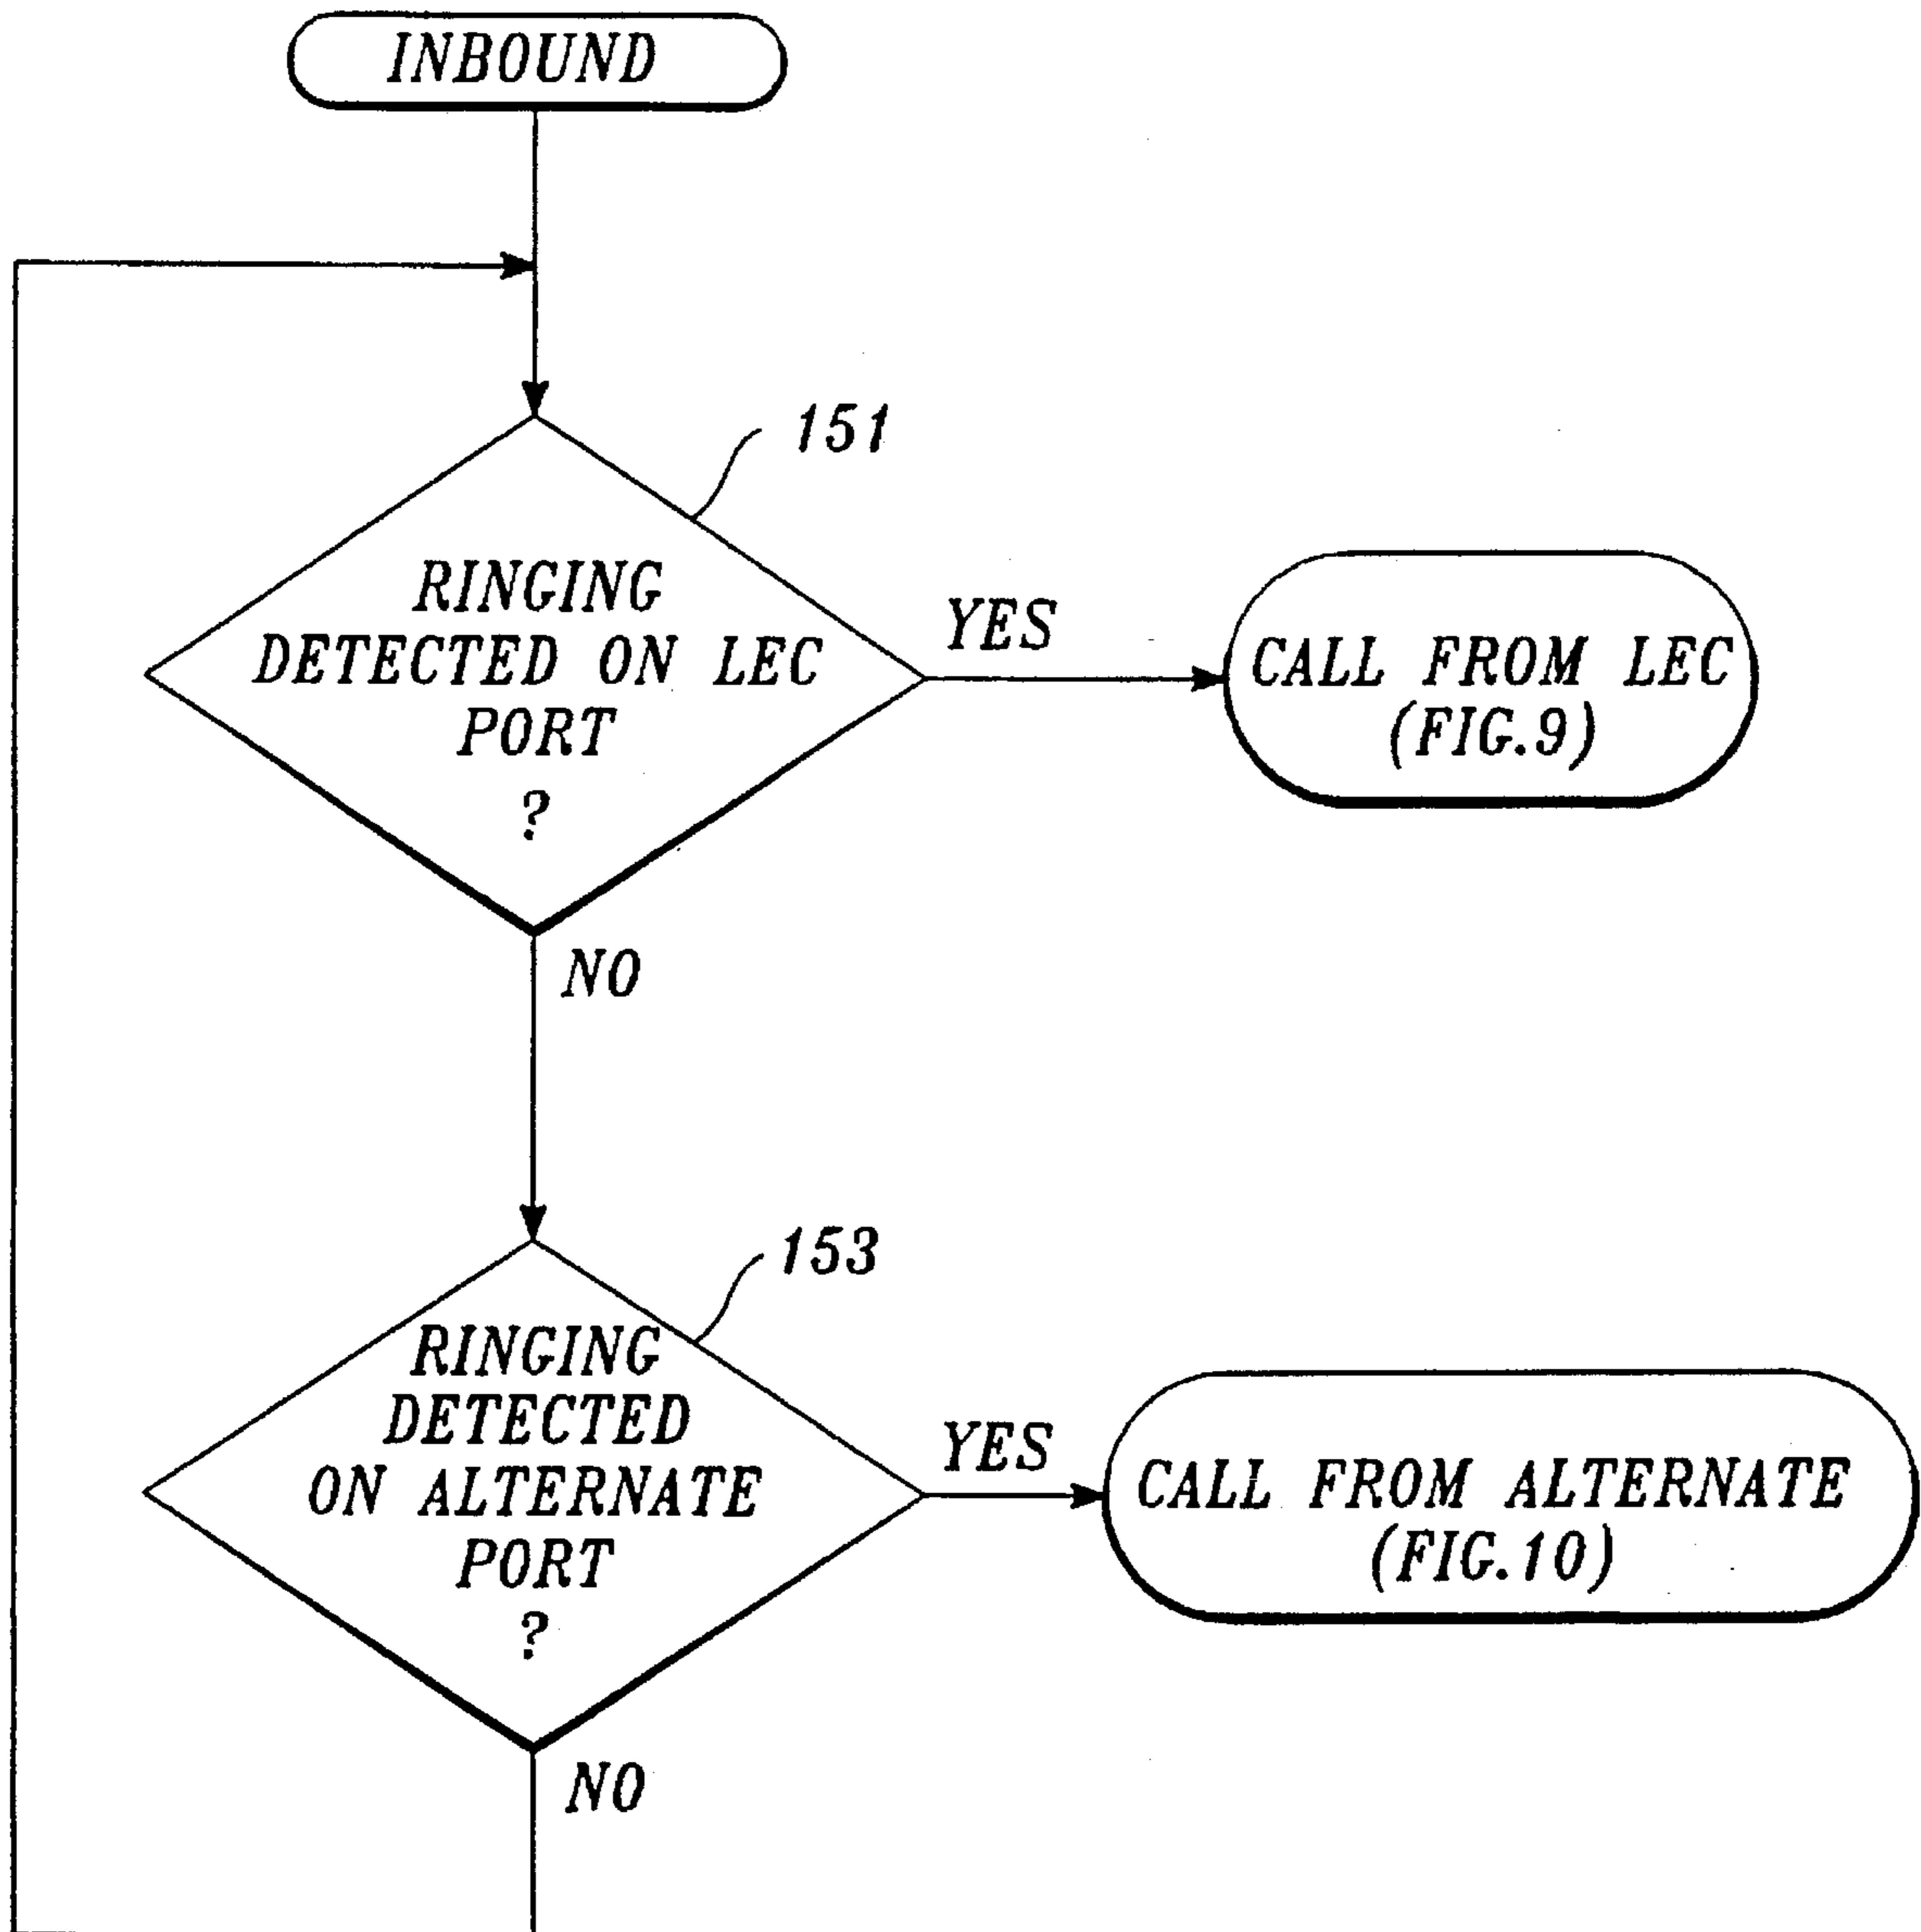 INBOUND
151
RINGING
DETECTED ON LEC
PORT
?
YES
CALL FROM LEC
(FIG.9)
NO
153
RINGING
DETECTED
ON ALTERNATE
PORT
?
YES
CALL FROM ALTERNATE
(FIG.10)
NO